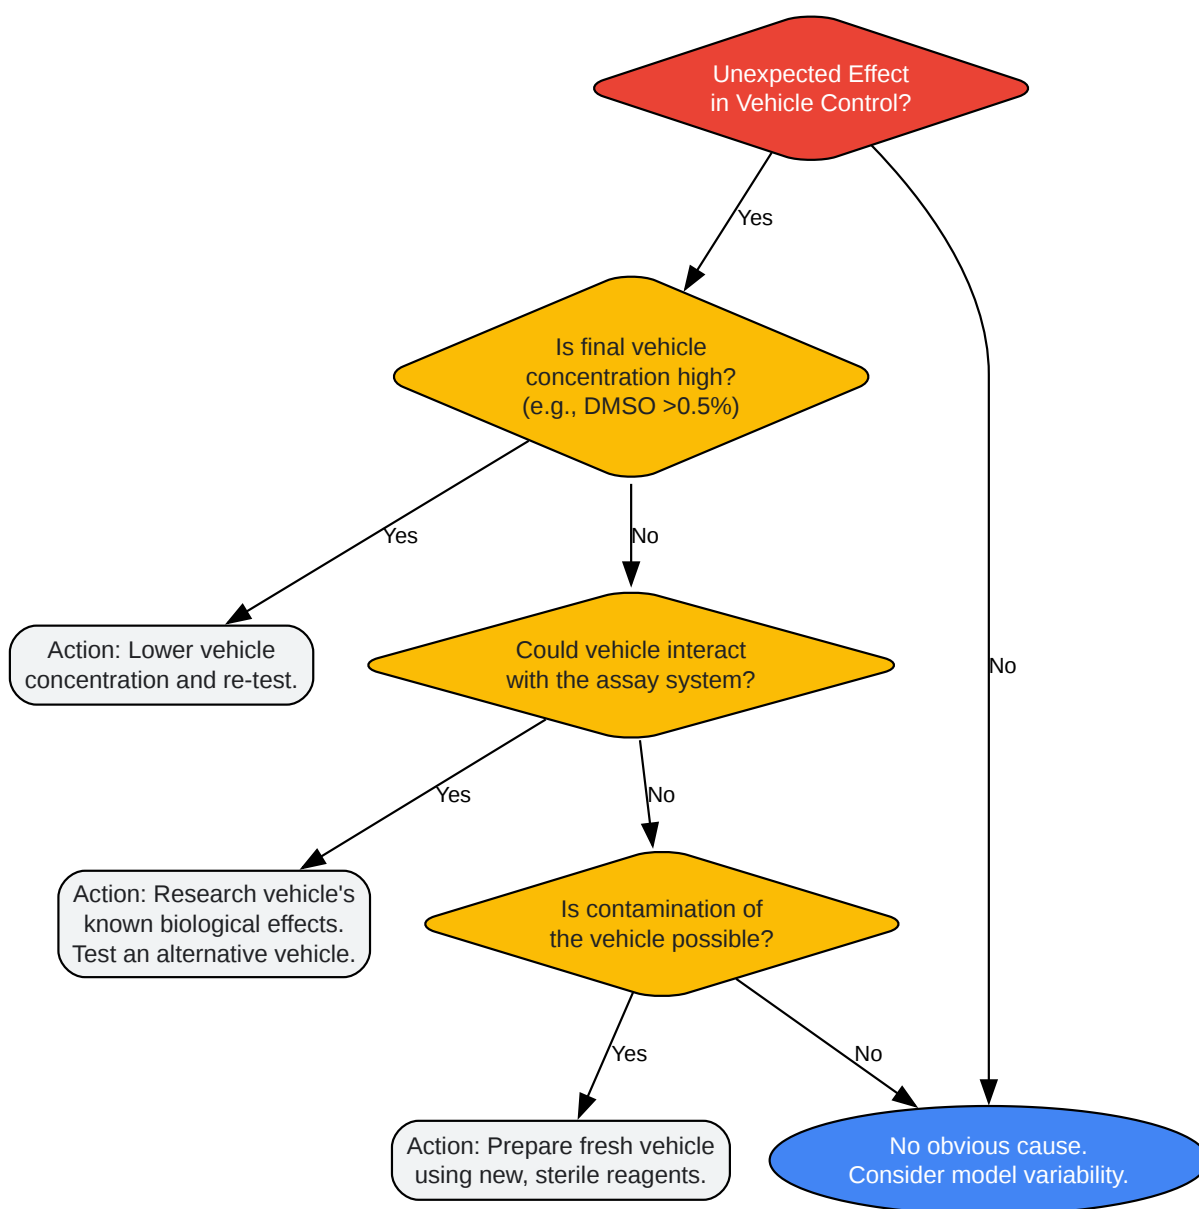 Unexpected Effect
in Vehicle Control?
Yes
Is final vehicle
concentration high?
(e.g., DMSO >0.5%)
Yes
No
Action: Lower vehicle
concentration and re-test.
Could vehicle interact
with the assay system?
No
Yes
No
Action: Research vehicle's
known biological effects.
Test an alternative vehicle.
Is contamination of
the vehicle possible?
Yes
No
Action: Prepare fresh vehicle
using new, sterile reagents.
No obvious cause.
Consider model variability.